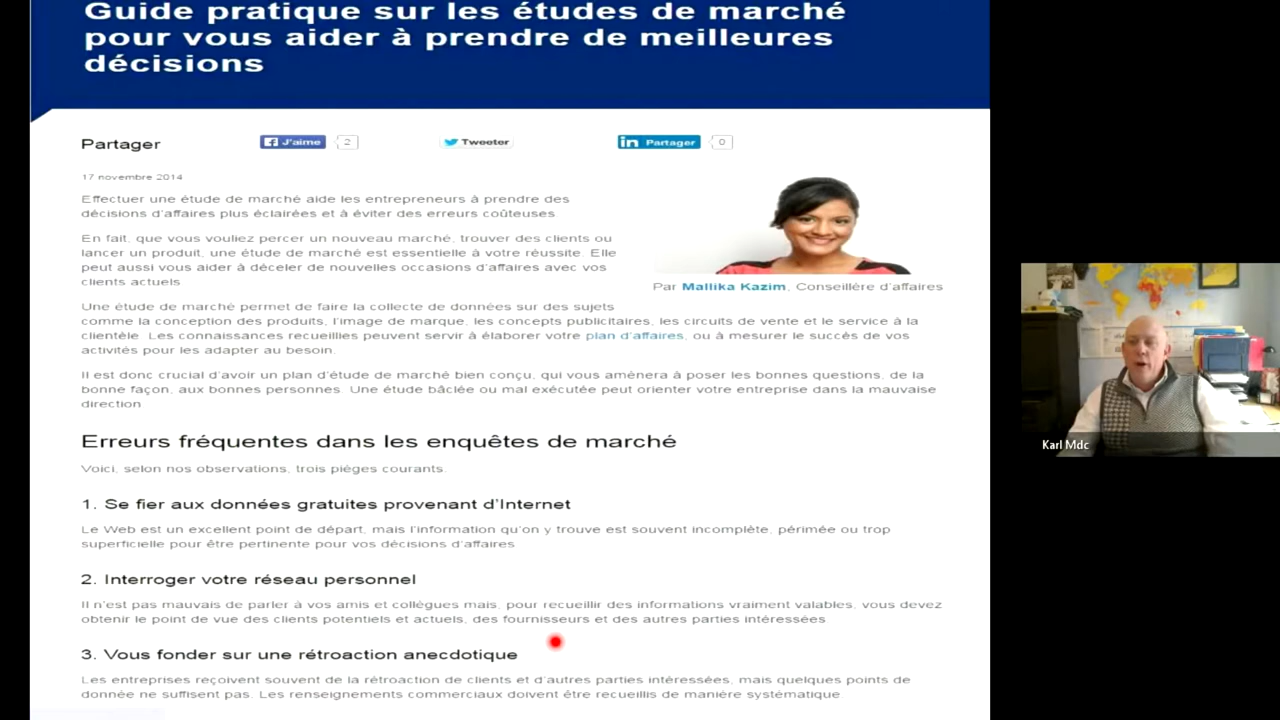 Guide pratique sur les études de marché
pour vous aider à prendre de meilleures
décisions
Partager
J'aime 2
Tweeter
in Partager 0
17 novembre 2014
Effectuer une étude de marché aide les entrepreneurs à prendre des
décisions d'affaires plus éclairées et à éviter des erreurs coûteuses
En fait, que vous vouliez percer un nouveau marché, trouver des clients ou
lancer un produit, une étude de marché est essentielle à votre réussite. Elle
peut aussi vous aider à déceler de nouvelles occasions d'affaires avec vos
clients actuels
Par Mallika Kazim, Conseillère d'affaires
Une étude de marché permet de faire la collecte de données sur des sujets
comme la conception des produits, l'image de marque, les concepts publicitaires, les circuits de vente et le service à la
clientèle. Les connaissances recueillies peuvent servir à élaborer votre plan d'affaires, ou à mesurer le succès de vos
activités pour les adapter au besoin.
Il est donc crucial d'avoir un plan d'étude de marché bien conçu, qui vous amènera à poser les bonnes questions, de la
bonne façon, aux bonnes personnes. Une étude bâclée ou mal exécutée peut orienter votre entreprise dans la mauvaise
direction
Erreurs fréquentes dans les enquêtes de marché
Voici, selon nos observations, trois pièges courants.
1. Se fier aux données gratuites provenant d'Internet
Le Web est un excellent point de départ, mais l'information qu'on y trouve est souvent incomplète, périmée ou trop
superficielle pour être pertinente pour vos décisions d'affaires
2. Interroger votre réseau personnel
Il n'est pas mauvais de parler à vos amis et collègues mais, pour recueillir des informations vraiment valables, vous devez
obtenir le point de vue des clients potentiels et actuels, des fournisseurs et des autres parties intéressées
3. Vous fonder sur une rétroaction anecdotique
Les entreprises reçoivent souvent de la rétroaction de clients et d'autres parties intéressées, mais quelques points de
donnée ne suffisent pas. Les renseignements commerciaux doivent être recueillis de manière systématique
Karl Mdc